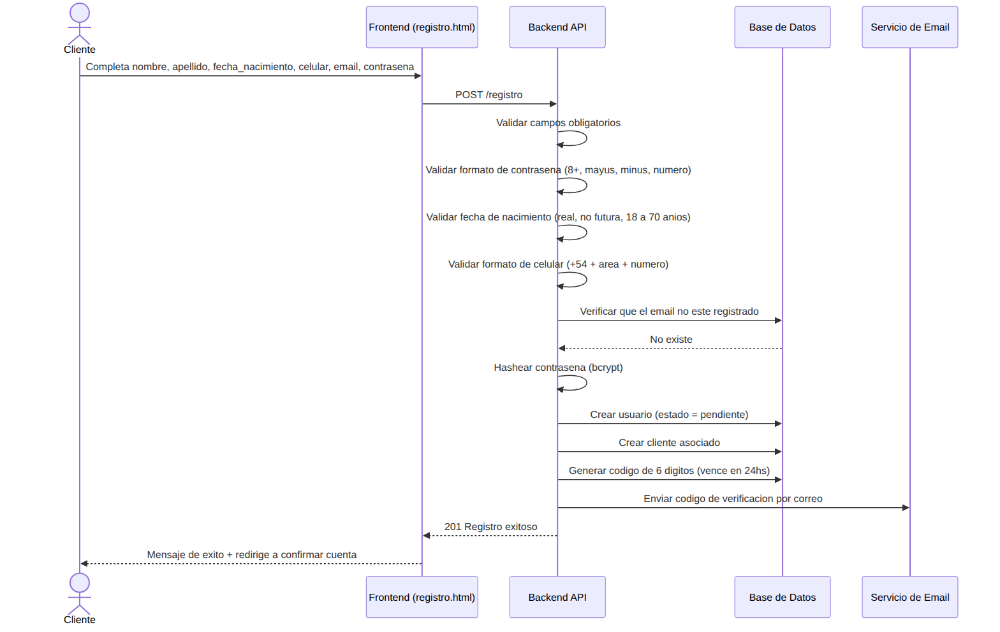 Cliente
Frontend (registro.html)
Backend API
Base de Datos
Servicio de Email
Completa nombre, apellido, fecha_nacimiento, celular, email, contrasena
POST /registro
Validar campos obligatorios
Validar formato de contrasena (8+, mayus, minus, numero)
Validar fecha de nacimiento (real, no futura, 18 a 70 anios)
Validar formato de celular (+54 + area + numero)
Verificar que el email no este registrado
No existe
Hashear contrasena (bcrypt)
Crear usuario (estado = pendiente)
Crear cliente asociado
Generar codigo de 6 digitos (vence en 24hs)
Enviar codigo de verificacion por correo
201 Registro exitoso
Mensaje de exito + redirige a confirmar cuenta
Cliente
Frontend (registro.html)
Backend API
Base de Datos
Servicio de Email